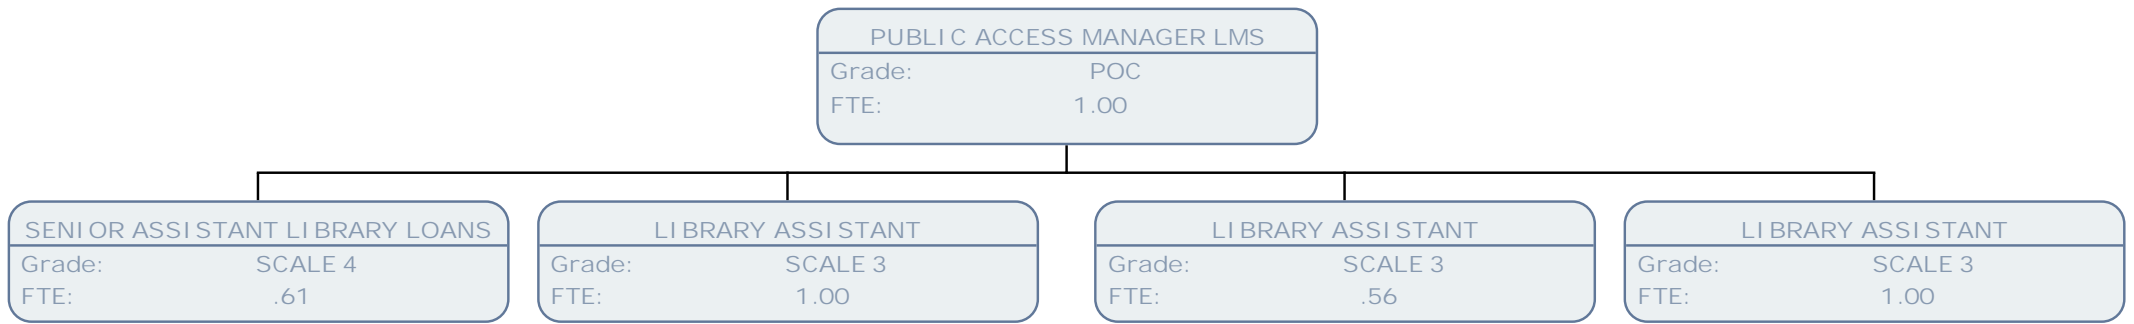 PUBLIC ACCESS MANAGER LMS
Grade: POC
FTE: 1.00
SENIOR ASSISTANT LIBRARY LOANS
Grade: SCALE 4
FTE: .61
LIBRARY ASSISTANT
Grade: SCALE 3
FTE: 1.00
LIBRARY ASSISTANT
Grade: SCALE 3
FTE: .56
LIBRARY ASSISTANT
Grade: SCALE 3
FTE: 1.00